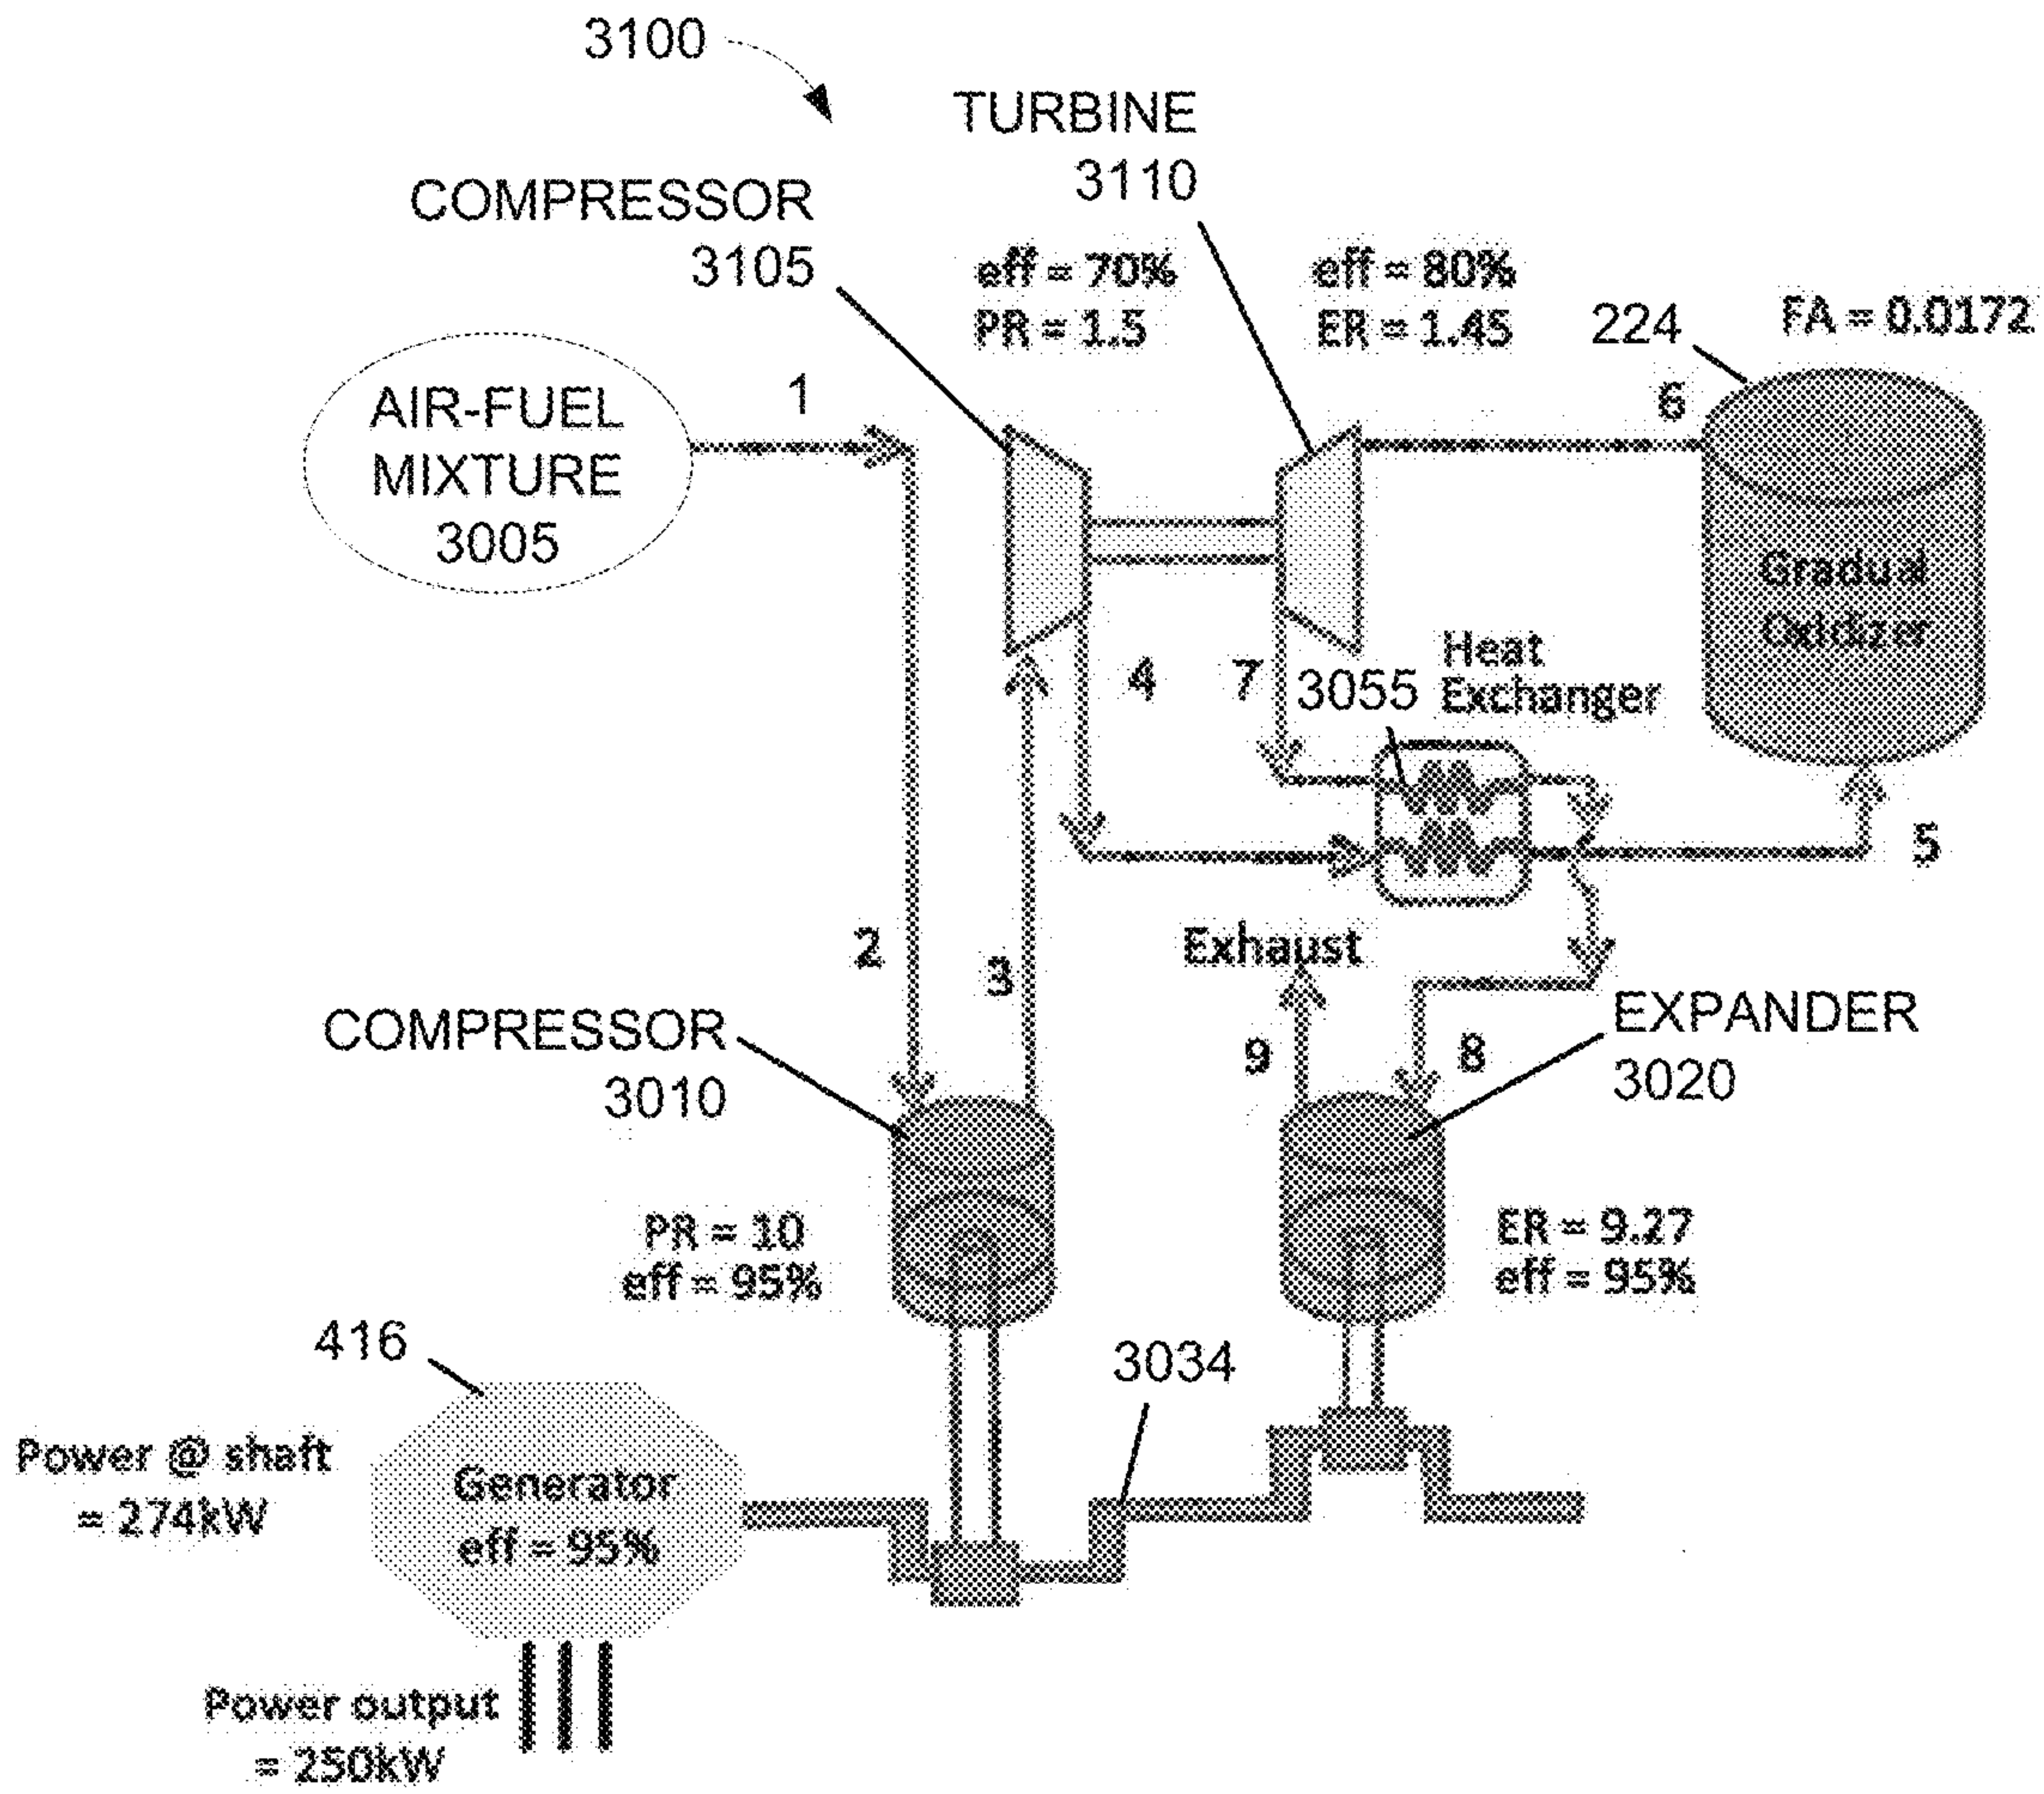 3100
TURBINE
3110
COMPRESSOR
3105
eff = 70%
PR = 1.5
eff = 80%
ER = 1.45
224
FA = 0.0172
1
6
AIR-FUEL
MIXTURE
3005
Gradual
Oxidizer
4
7
3055
Heat
Exchanger
5
2
3
Exhaust
COMPRESSOR
3010
9
8
EXPANDER
3020
PR = 10
eff = 95%
ER = 9.27
eff = 95%
416
3034
Power @ shaft
= 274kW
Generator
eff = 95%
Power output
= 250kW